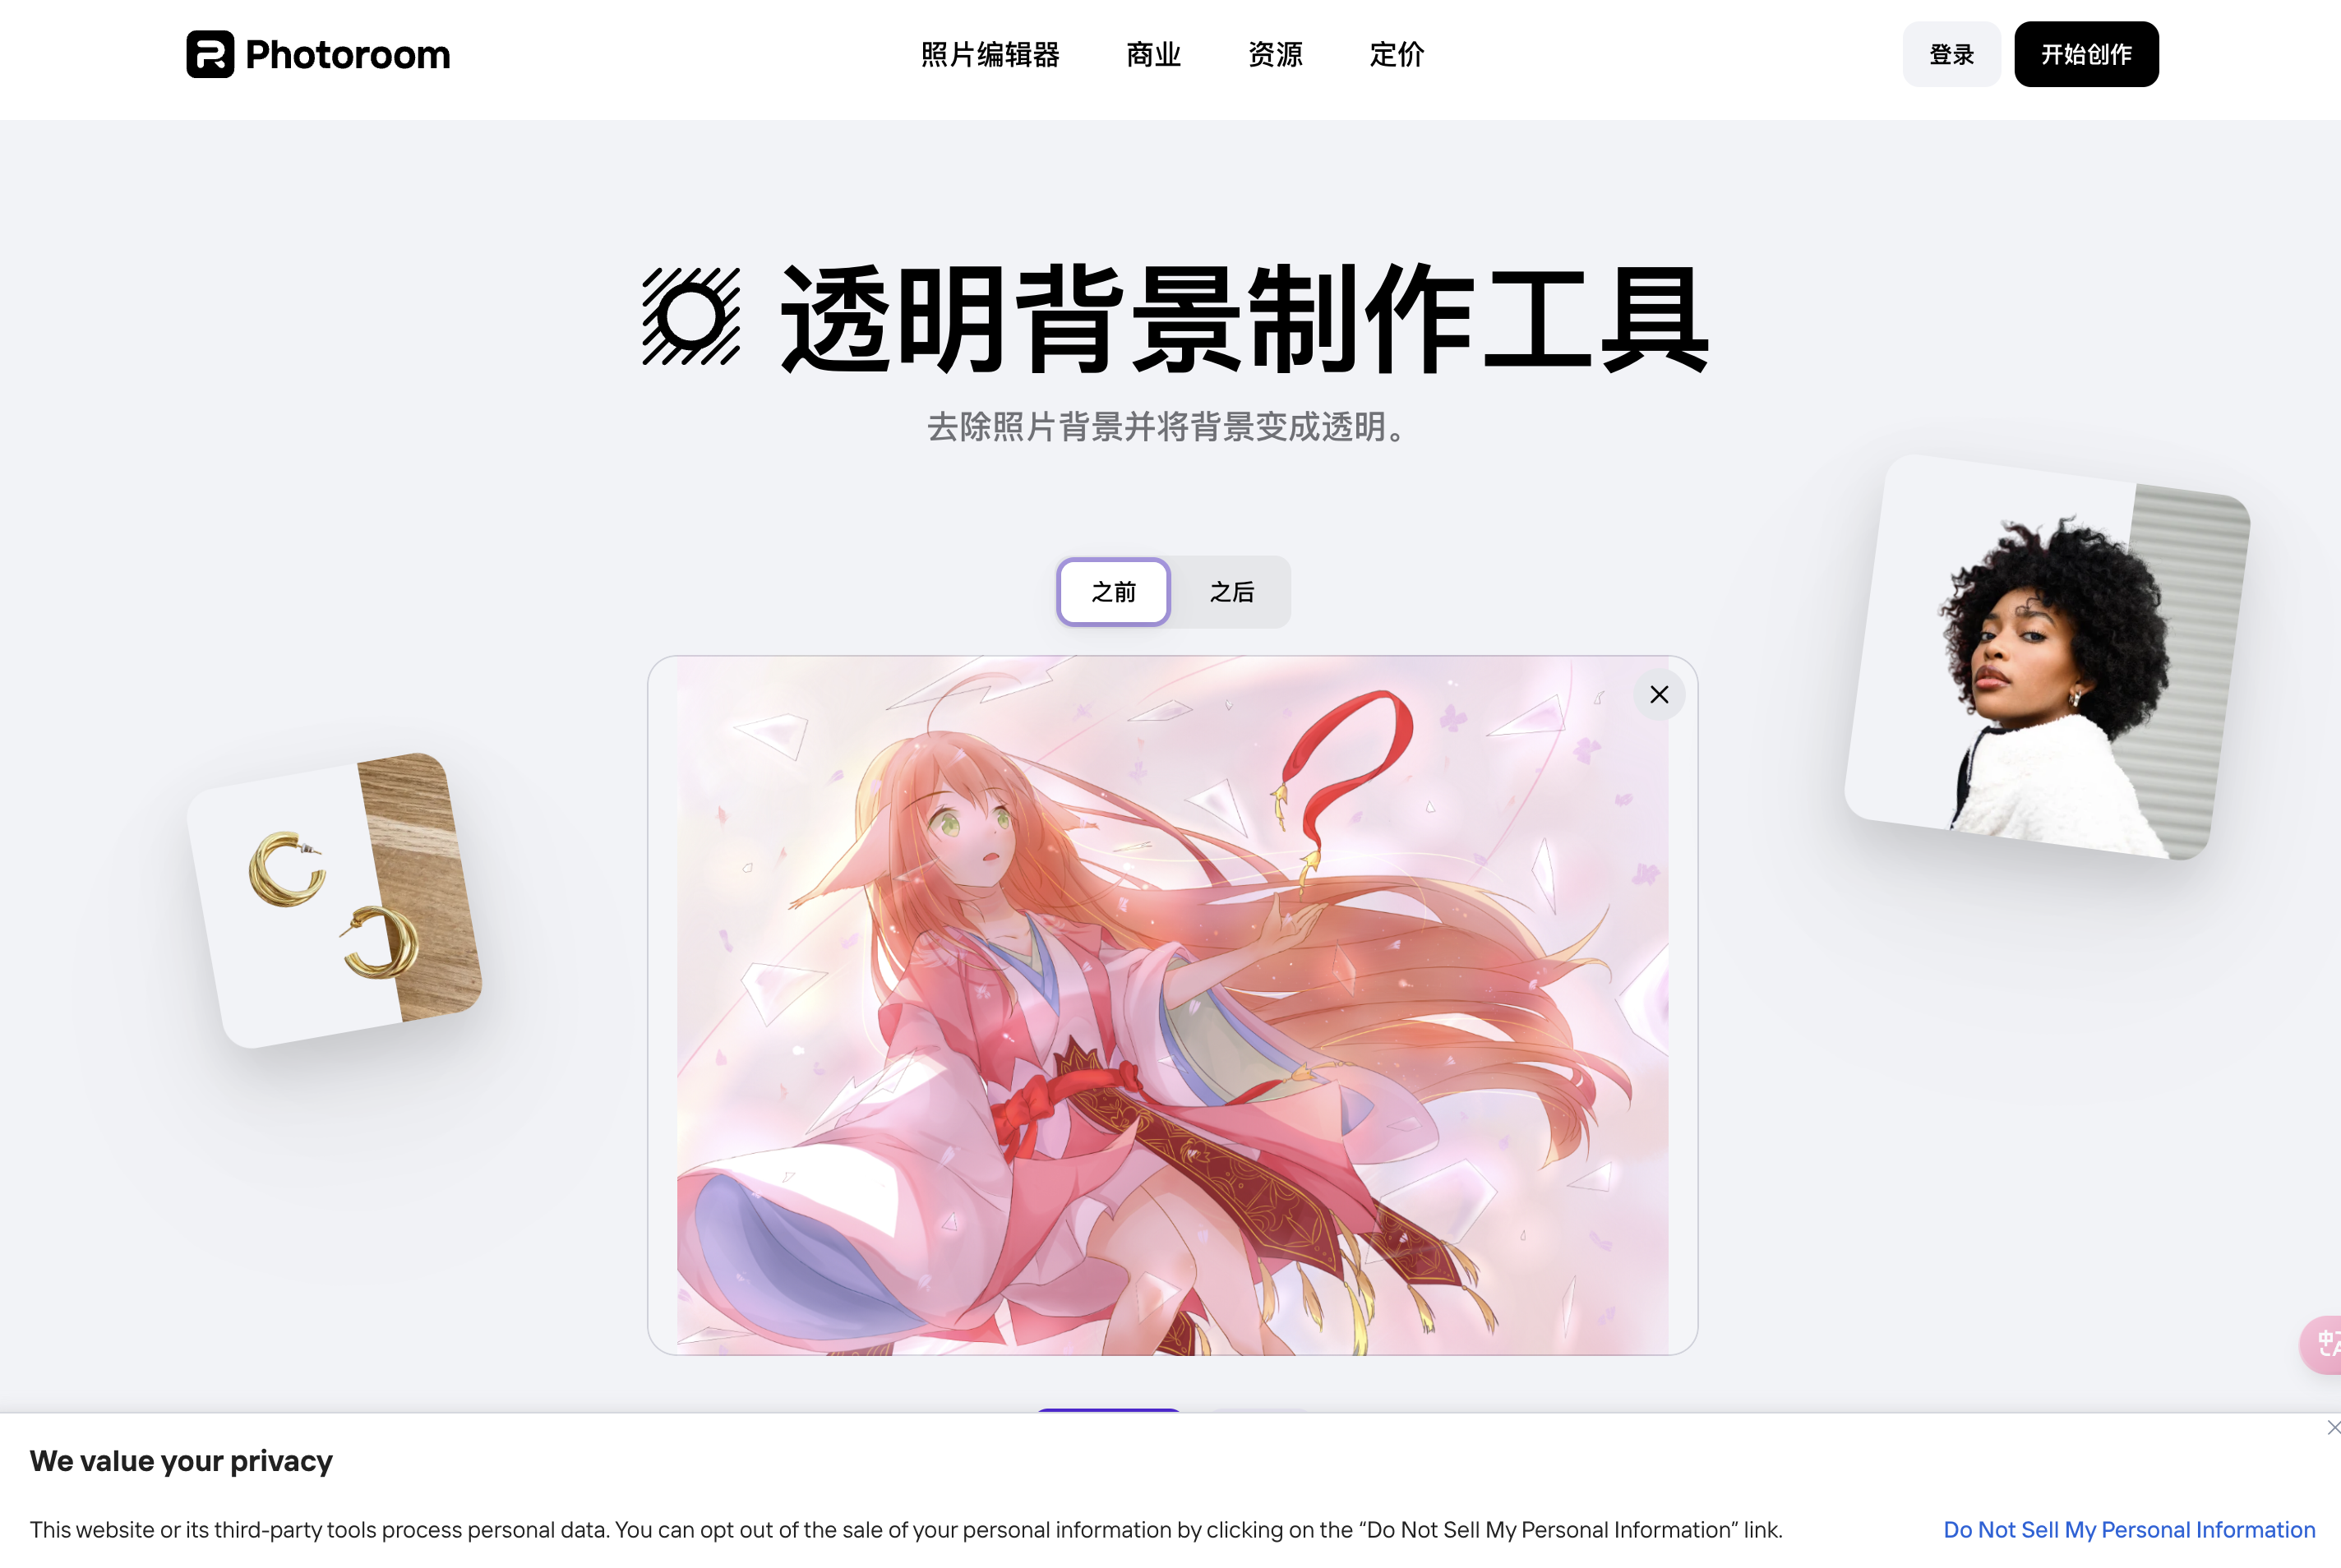 Photoroom
照片编辑器
商业
资源
定价
登录
开始创作
透明背景制作工具
去除照片背景并将背景变成透明。
之前
之后
We value your privacy
This website or its third-party tools process personal data. You can opt out of the sale of your personal information by clicking on the “Do Not Sell My Personal Information” link.
Do Not Sell My Personal Information